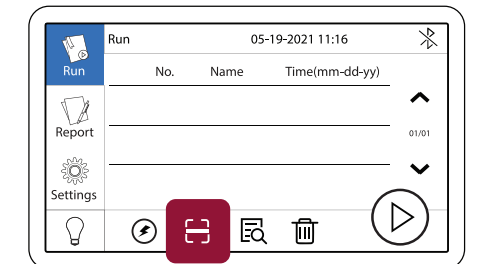 Run 05-19-2021 11:16
Run
No. Name Time(mm-dd-yy)
Report
01/01
Settings